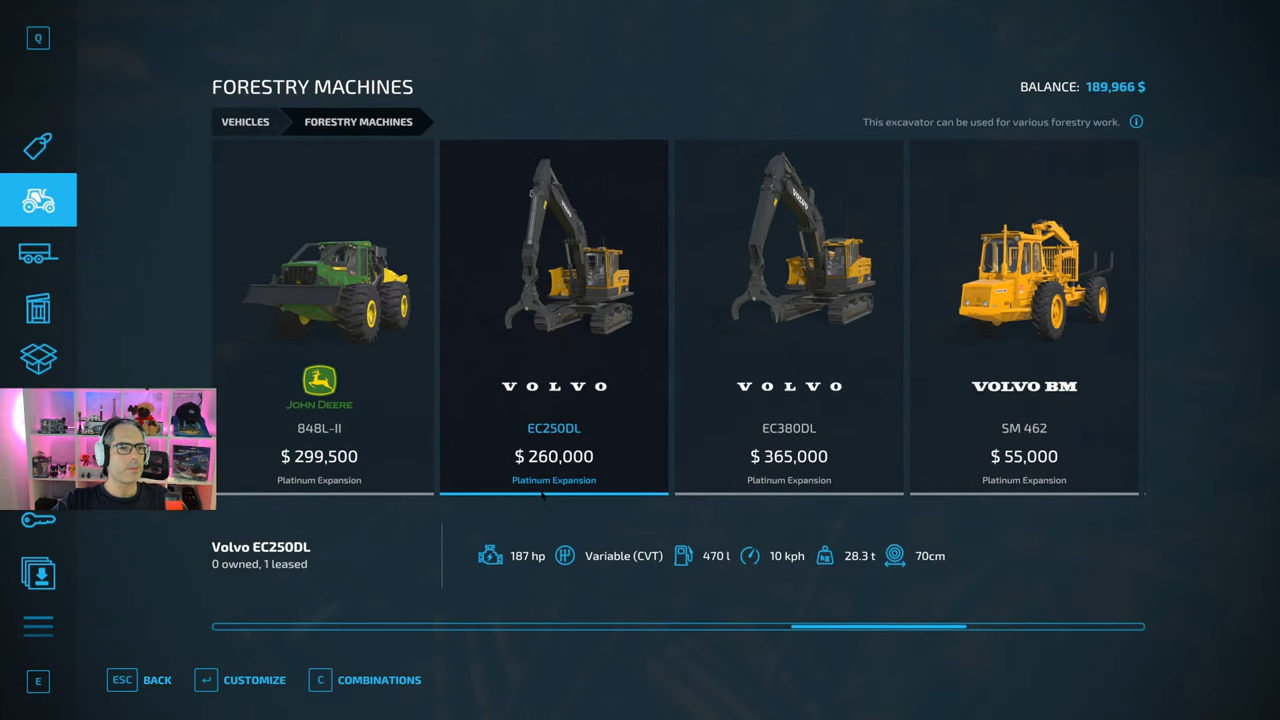 Q
FORESTRY MACHINES
BALANCE: 189,966 $
VEHICLES
FORESTRY MACHINES
This excavator can be used for various forestry work.
JOHN DEERE
848L-II
$ 299,500
Platinum Expansion
VOLVO
EC250DL
$ 260,000
Platinum Expansion
VOLVO
EC380DL
$ 365,000
Platinum Expansion
VOLVO BM
SM 462
$ 55,000
Platinum Expansion
Volvo EC250DL
0 owned, 1 leased
187 hp
Variable (CVT)
470 l
10 kph
28.3 t
70cm
E
ESC BACK
CUSTOMIZE
C COMBINATIONS